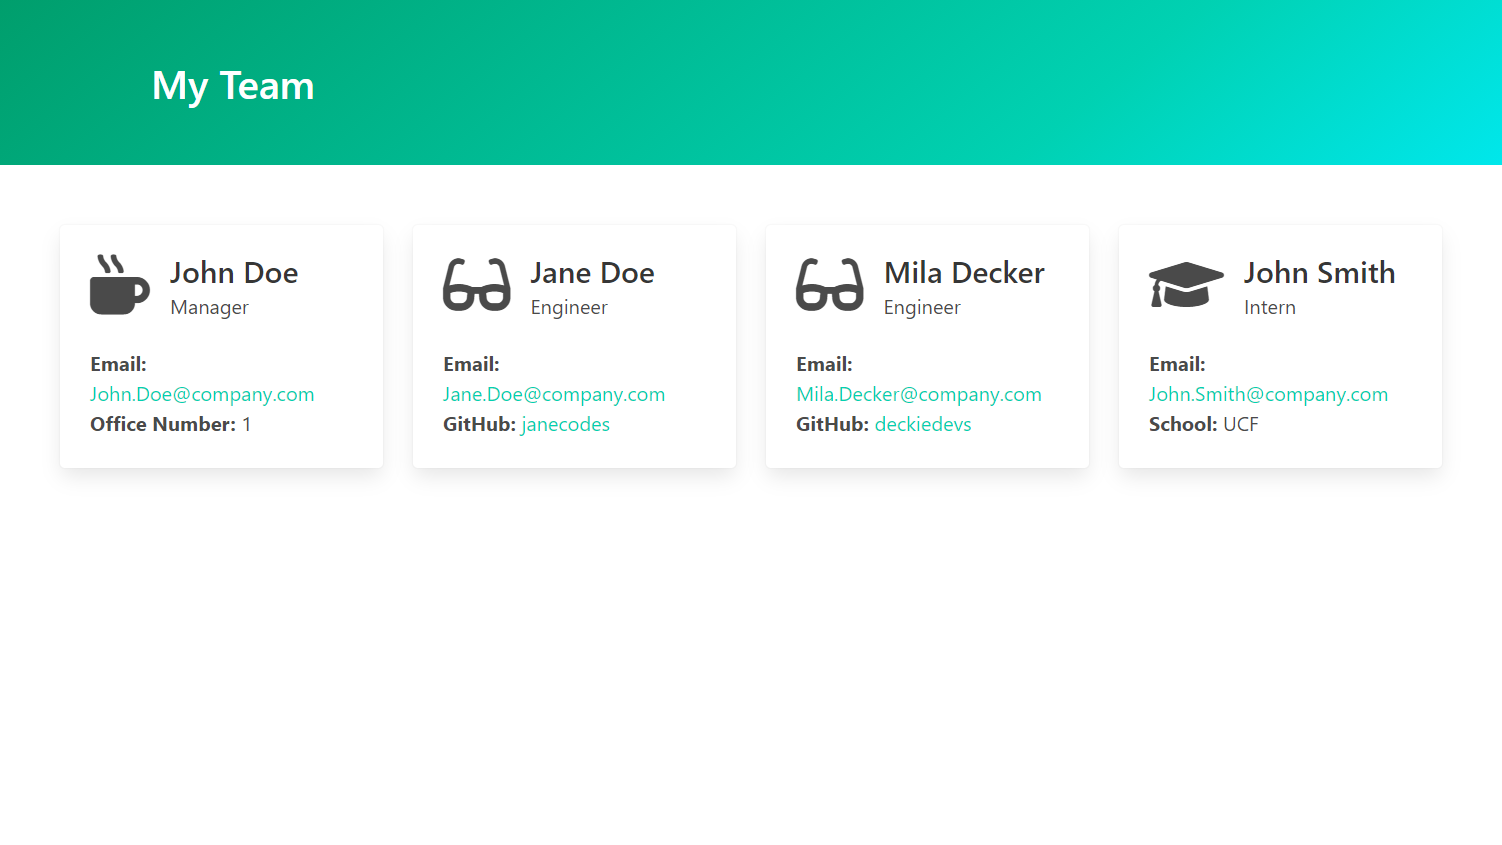 My Team
John Doe
Manager
Email:
John.Doe@company.com
Office Number: 1
Jane Doe
Engineer
Email:
Jane.Doe@company.com
GitHub: janecodes
Mila Decker
Engineer
Email:
Mila.Decker@company.com
GitHub: deckiedevs
John Smith
Intern
Email:
John.Smith@company.com
School: UCF